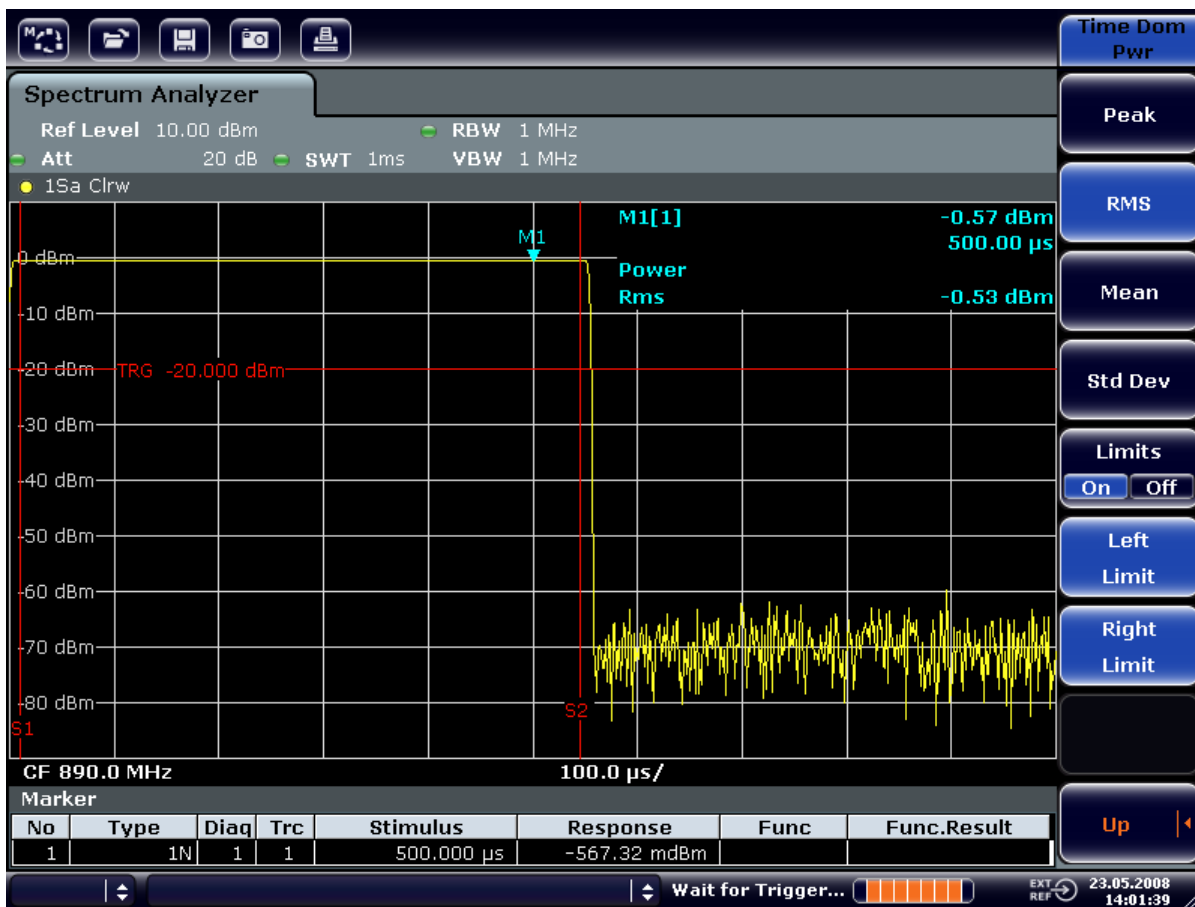 Time Dom
Pwr
Spectrum Analyzer
Ref Level 10.00 dBm RBW 1 MHz
Att 20 dB SWT 1ms VBW 1 MHz
1Sa Clrw
Peak
RMS
Mean
Std Dev
Limits
On Off
Left
Limit
Right
Limit
Up
M1[1] -0.57 dBm
500.00 µs
M1
Power
Rms -0.53 dBm
0 dBm
-10 dBm
-20 dBm
TRG -20.000 dBm
-30 dBm
-40 dBm
-50 dBm
-60 dBm
-70 dBm
-80 dBm
S1
S2
CF 890.0 MHz 100.0 µs/
Marker
No Type Diaq Trc Stimulus Response Func Func.Result
1 1N 1 1 500.000 µs -567.32 mdBm
Wait for Trigger... EXT REF 23.05.2008
14:01:39
M